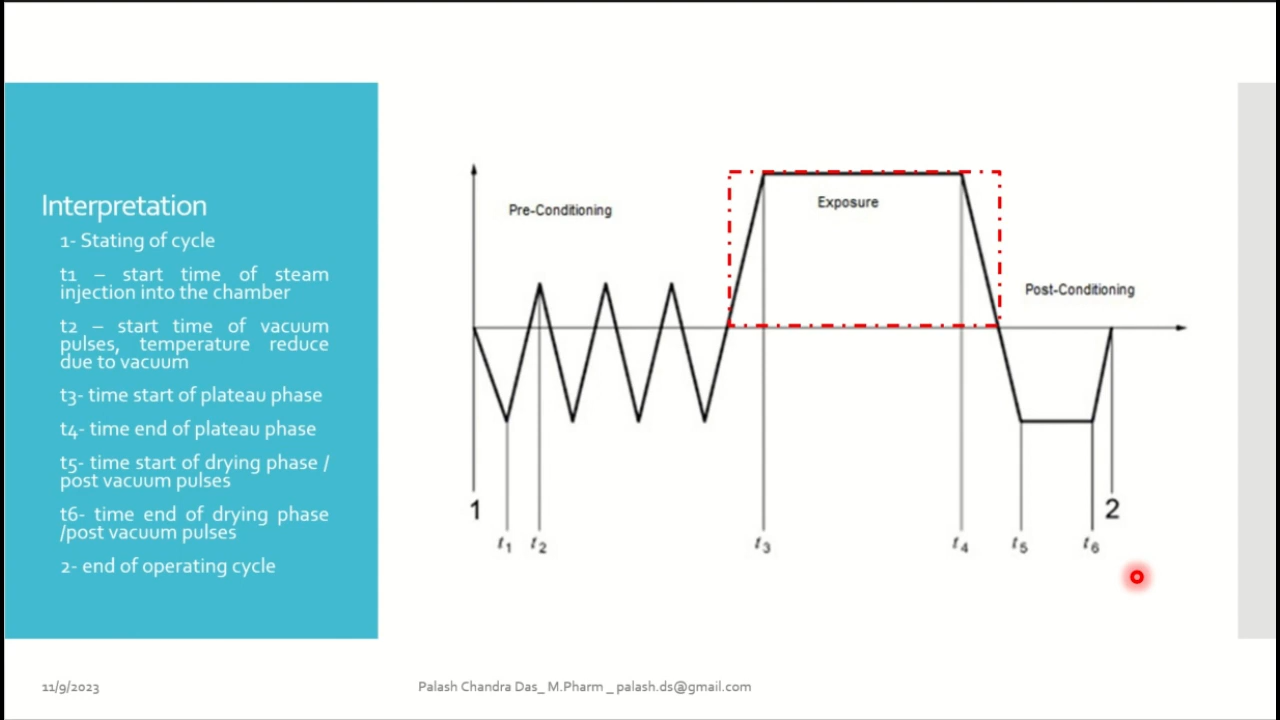 Interpretation
1- Stating of cycle
t1 – start time of steam
injection into the chamber
t2 – start time of vacuum
pulses, temperature reduce
due to vacuum
t3- time start of plateau phase
t4- time end of plateau phase
t5- time start of drying phase /
post vacuum pulses
t6- time end of drying phase
/post vacuum pulses
2- end of operating cycle
Pre-Conditioning
Exposure
Post-Conditioning
1
2
t1
t2
t3
t4
t5
t6
11/9/2023
Palash Chandra Das_ M.Pharm _ palash.ds@gmail.com